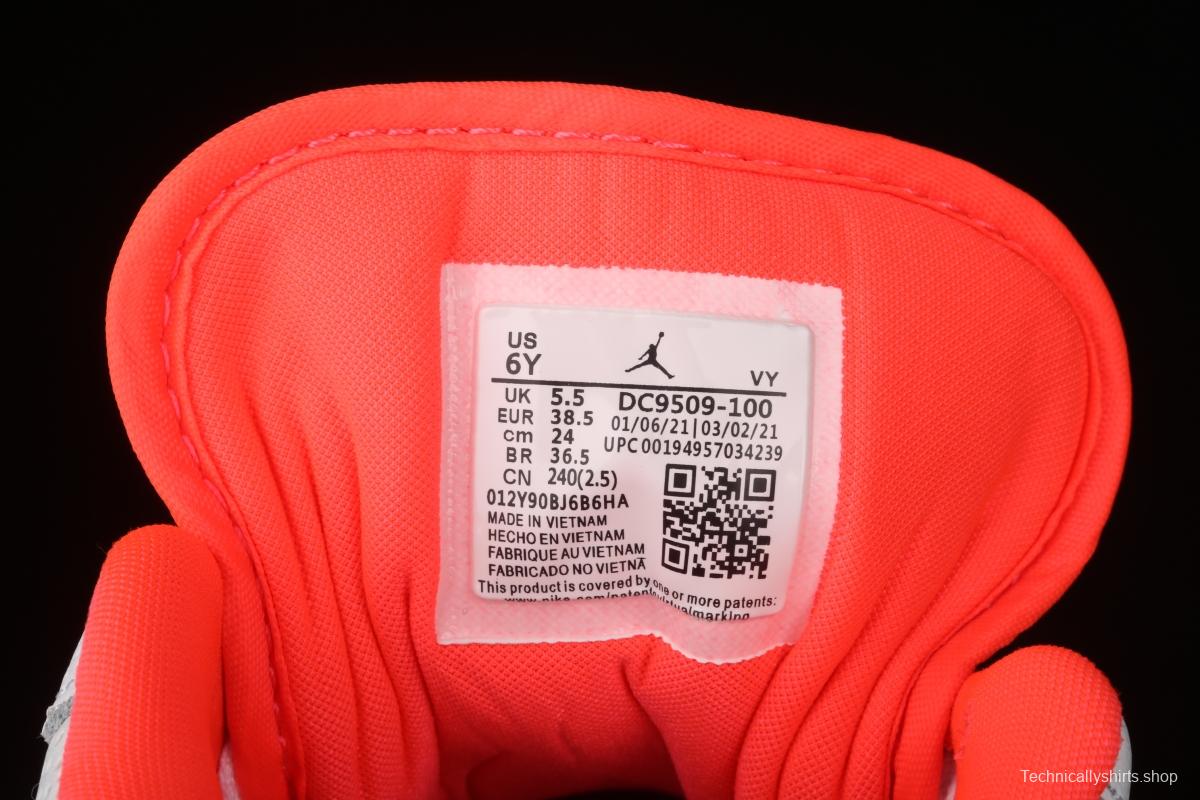 US
6Y
VY
UK 5.5
EUR 38.5
cm 24
BR 36.5
CN 240(2.5)
DC9509-100
01/06/21|03/02/21
UPC00194957034239
012Y90BJ6B6HA
MADE IN VIETNAM
HECHO EN VIETNAM
FABRIQUE AU VIETNAM
FABRICADO NO VIETNÃ
This product is covered by one or more patents:
Technicallyshirts.shop